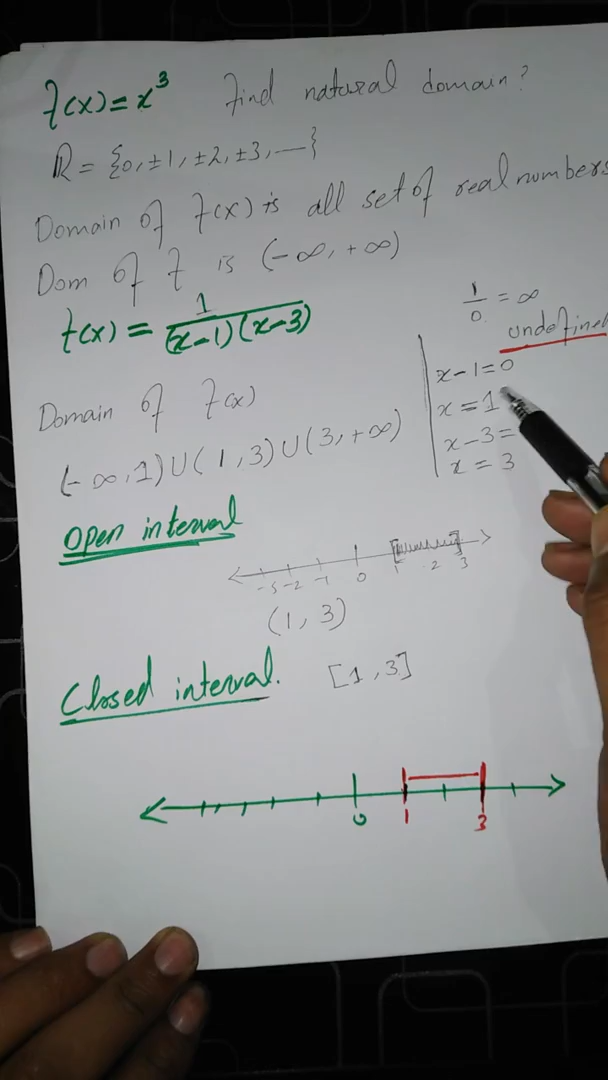 f(x) = x³ Find natural domain?
ℝ = {0, ±1, ±2, ±3, —}
Domain of f(x) is all set of real numbers
Dom of f is (-∞, +∞)
f(x) = 1/((x-1)(x-3))
1/0 = ∞
undefined
x-1=0
x=1
x-3=
x=3
Domain of f(x)
(-∞,1)∪(1,3)∪(3,+∞)
Open interval
-3 -2 -1 0 1 2 3
(1, 3)
Closed interval. [1, 3]
0 1 3